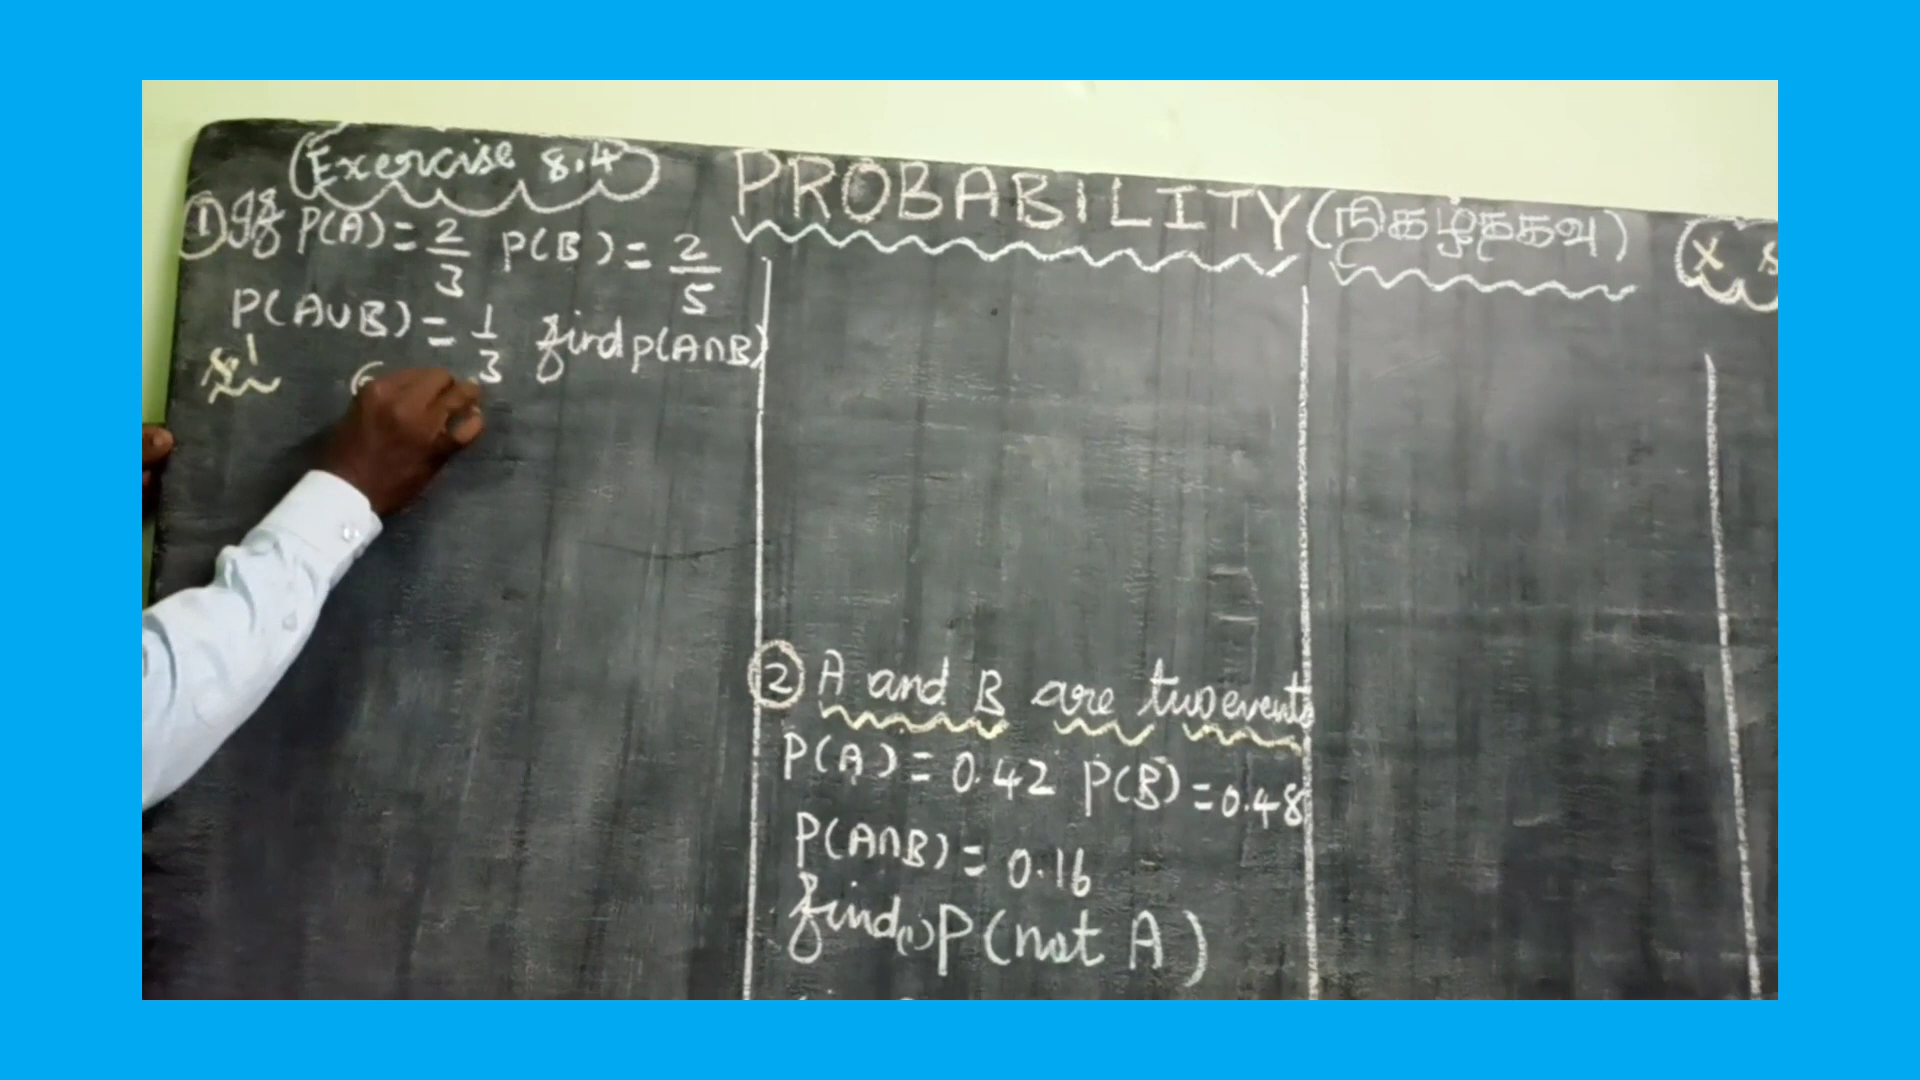 Exercise 8.4
PROBABILITY (நிகழ்தகவு)
① If P(A) = 2/3 P(B) = 2/5
P(A∪B) = 1/3 find P(A∩B)
Sol
② A and B are two events
P(A) = 0.42 P(B) = 0.48
P(A∩B) = 0.16
find (i) P(not A)